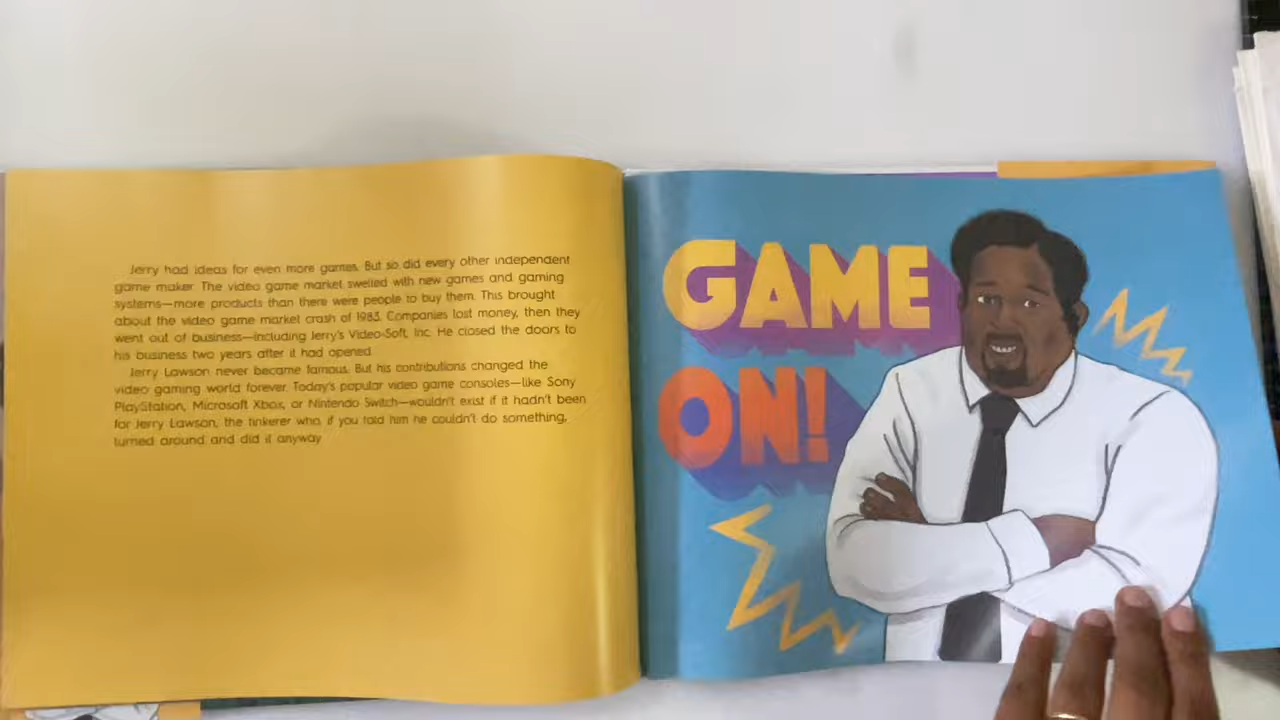 Jerry had ideas for even more games. But so did every other independent
game maker. The video game market swelled with new games and gaming
systems—more products than there were people to buy them. This brought
about the video game market crash of 1983. Companies lost money, then they
went out of business—including Jerry's Video-Soft, Inc. He closed the doors to
his business two years after it had opened.
Jerry Lawson never became famous. But his contributions changed the
video gaming world forever. Today's popular video game consoles—like Sony
PlayStation, Microsoft Xbox, or Nintendo Switch—wouldn't exist if it hadn't been
for Jerry Lawson, the tinkerer who, if you told him he couldn't do something,
turned around and did it anyway.
GAME
ON!